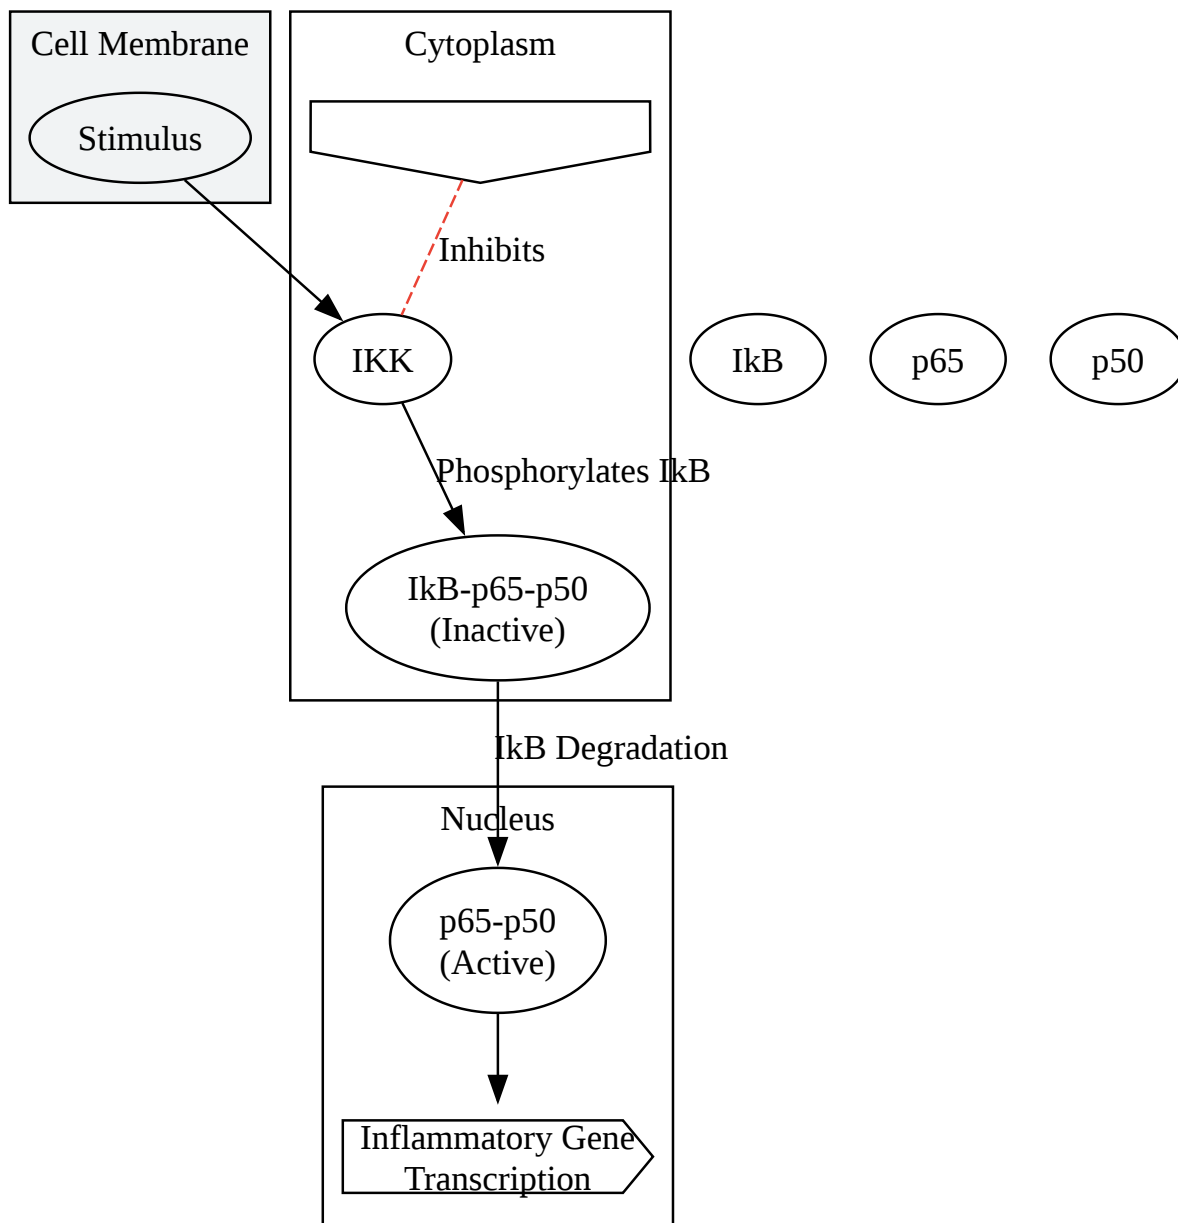 Cell Membrane
Cytoplasm
Stimulus
Inhibits
IKK
IkB
p65
p50
Phosphorylates IkB
IkB-p65-p50
(Inactive)
IkB Degradation
Nucleus
p65-p50
(Active)
Inflammatory Gene
Transcription